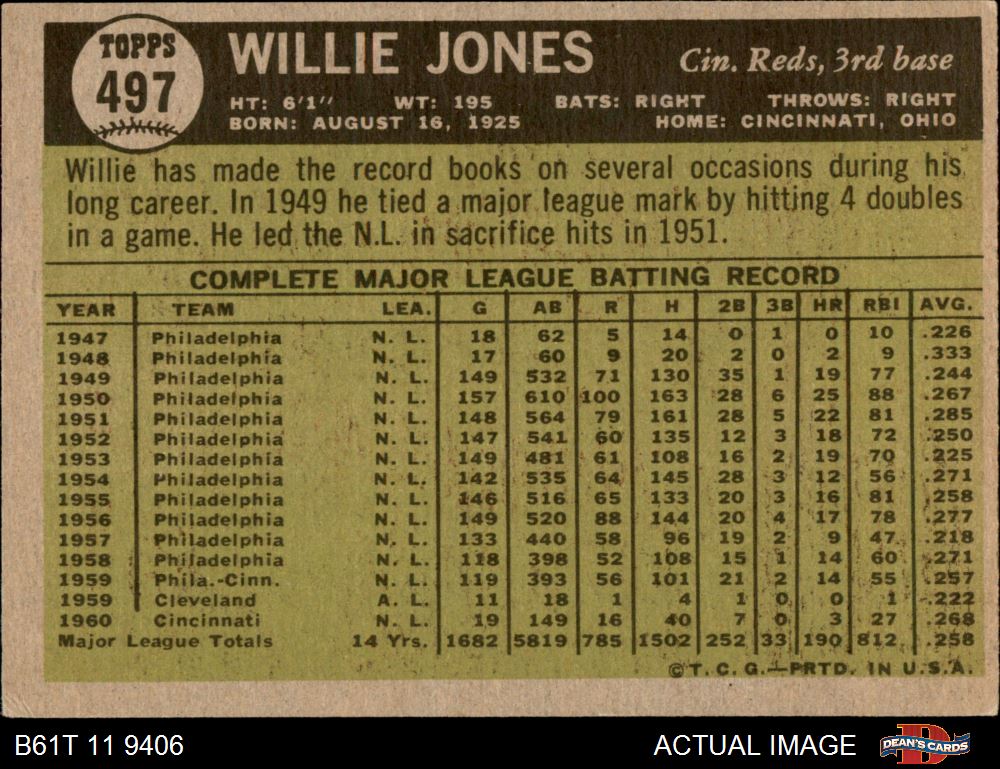 TOPPS
497
WILLIE JONES
Cin. Reds, 3rd base
HT: 6'1" WT: 195 BATS: RIGHT THROWS: RIGHT
BORN: AUGUST 16, 1925 HOME: CINCINNATI, OHIO
Willie has made the record books on several occasions during his
long career. In 1949 he tied a major league mark by hitting 4 doubles
in a game. He led the N.L. in sacrifice hits in 1951.
COMPLETE MAJOR LEAGUE BATTING RECORD
YEAR TEAM LEA. G AB R H 2B 3B HR RBI AVG.
1947 Philadelphia N. L. 18 62 5 14 0 1 0 10 .226
1948 Philadelphia N. L. 17 60 9 20 2 0 2 9 .333
1949 Philadelphia N. L. 149 532 71 130 35 1 19 77 .244
1950 Philadelphia N. L. 157 610 100 163 28 6 25 88 .267
1951 Philadelphia N. L. 148 564 79 161 28 5 22 81 .285
1952 Philadelphia N. L. 147 541 60 135 12 3 18 72 .250
1953 Philadelphia N. L. 149 481 61 108 16 2 19 70 .225
1954 Philadelphia N. L. 142 535 64 145 28 3 12 56 .271
1955 Philadelphia N. L. 146 516 65 133 20 3 16 81 .258
1956 Philadelphia N. L. 149 520 88 144 20 4 17 78 .277
1957 Philadelphia N. L. 133 440 58 96 19 2 9 47 .218
1958 Philadelphia N. L. 118 398 52 108 15 1 14 60 .271
1959 Phila.-Cinn. N. L. 119 393 56 101 21 2 14 55 .257
1959 Cleveland A. L. 11 18 1 4 1 0 0 1 .222
1960 Cincinnati N. L. 19 149 16 40 7 0 3 27 .268
Major League Totals 14 Yrs. 1682 5819 785 1502 252 33 190 812 .258
©T. C. G.—PRTD. IN U.S.A.
B61T 11 9406 ACTUAL IMAGE
DEAN'S CARDS